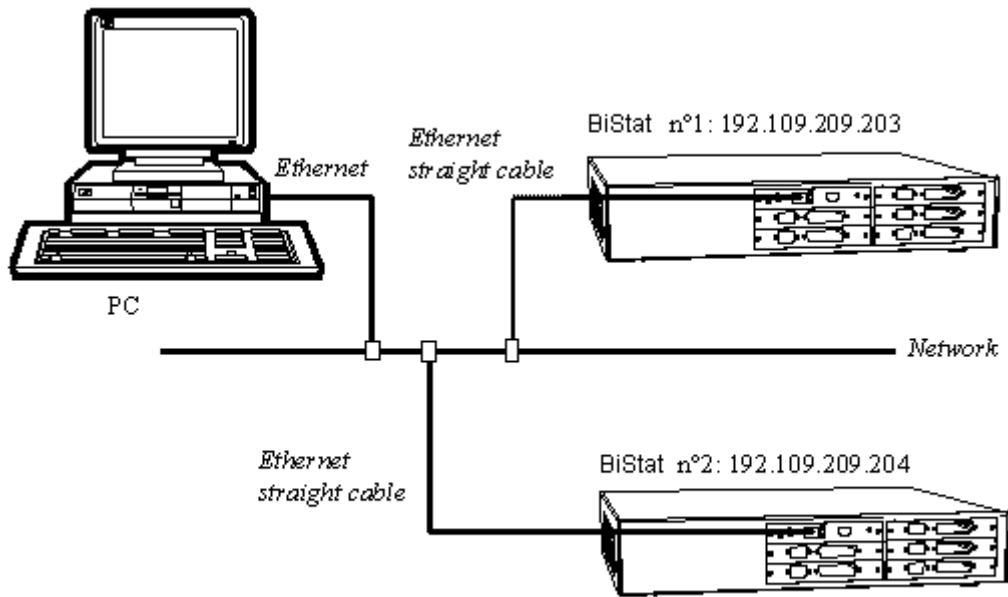 BiStat n°1: 192.109.209.203
Ethernet
straight cable
Ethernet
PC
Network
Ethernet
straight cable
BiStat n°2: 192.109.209.204